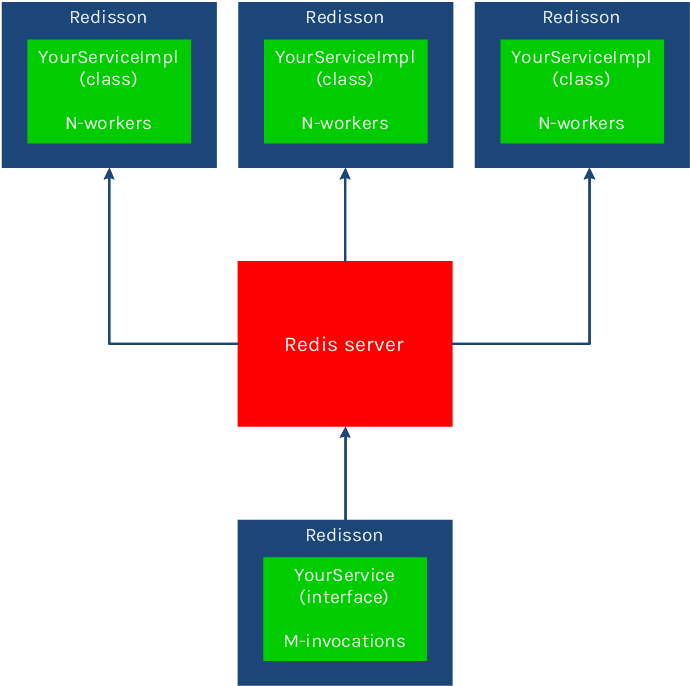 Redisson
YourServiceImpl
(class)
N-workers
Redisson
YourServiceImpl
(class)
N-workers
Redisson
YourServiceImpl
(class)
N-workers
Redis server
Redisson
YourService
(interface)
M-invocations